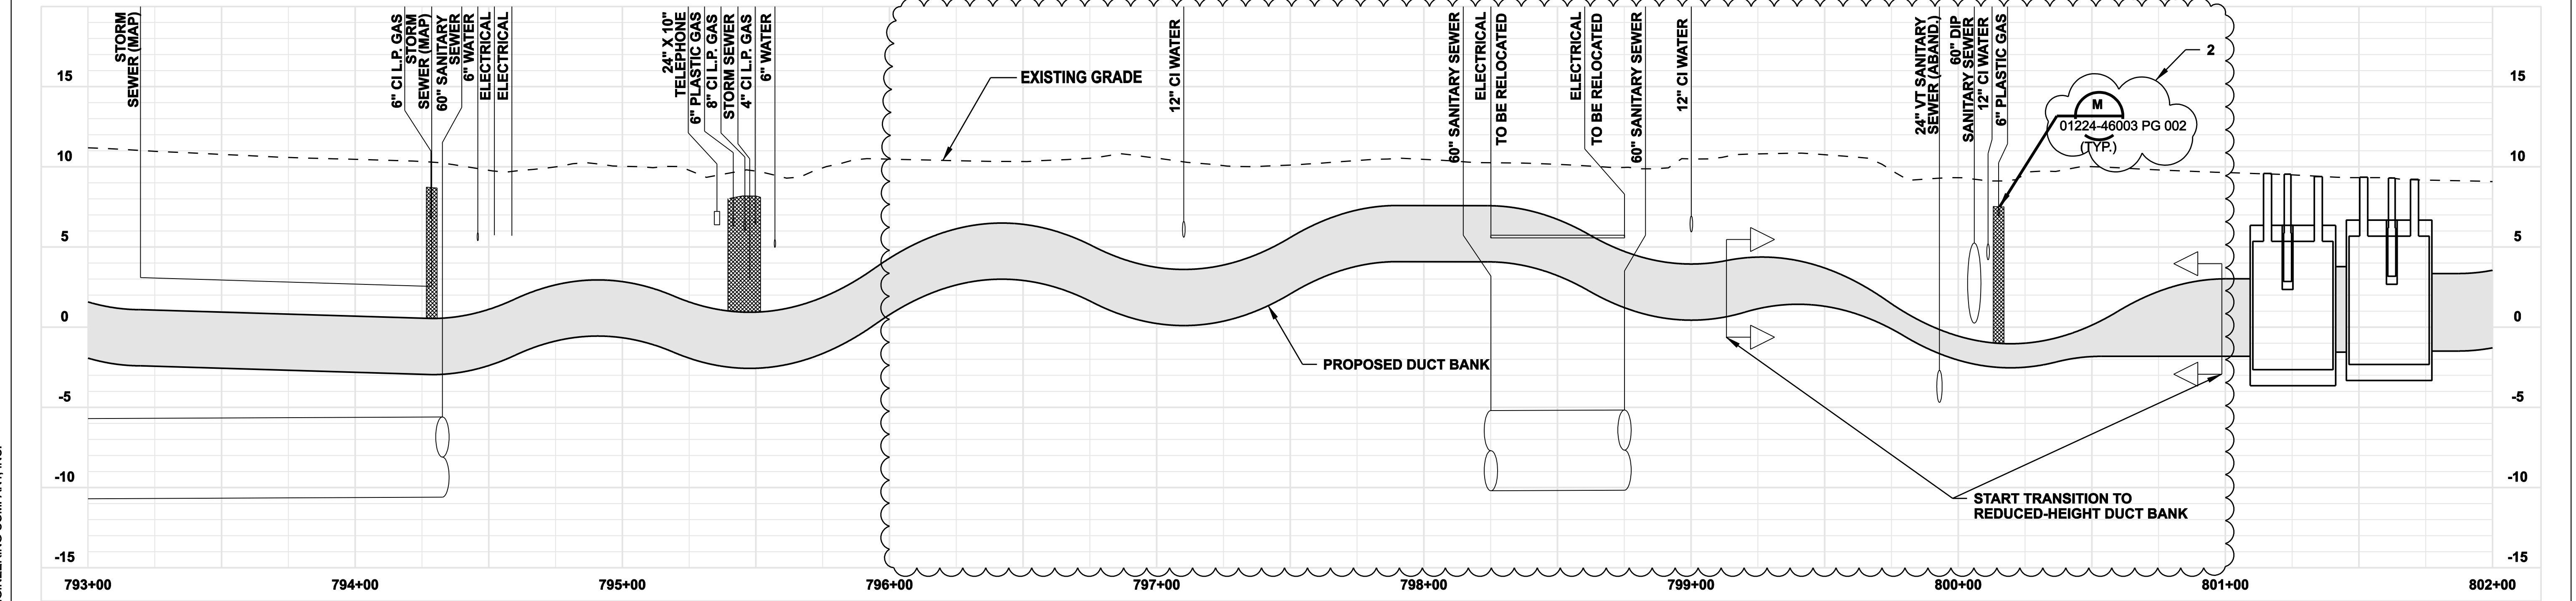 STORM
SEWER (MAP)
6" CI L.P. GAS
STORM
SEWER (MAP)
60" SANITARY
SEWER
6" WATER
ELECTRICAL
ELECTRICAL
24" X 10"
TELEPHONE
6" PLASTIC GAS
8" CI L.P. GAS
STORM SEWER
4" CI L.P. GAS
6" WATER
12" CI WATER
60" SANITARY SEWER
ELECTRICAL
TO BE RELOCATED
ELECTRICAL
TO BE RELOCATED
60" SANITARY SEWER
12" CI WATER
24" VT SANITARY
SEWER (ABAND.)
60" DIP
SANITARY SEWER
12" CI WATER
6" PLASTIC GAS
2
M
01224-46003 PG 002
(TYP.)
EXISTING GRADE
PROPOSED DUCT BANK
START TRANSITION TO
REDUCED-HEIGHT DUCT BANK
15
10
5
0
-5
-10
-15
15
10
5
0
-5
-10
-15
793+00
794+00
795+00
796+00
797+00
798+00
799+00
800+00
801+00
802+00